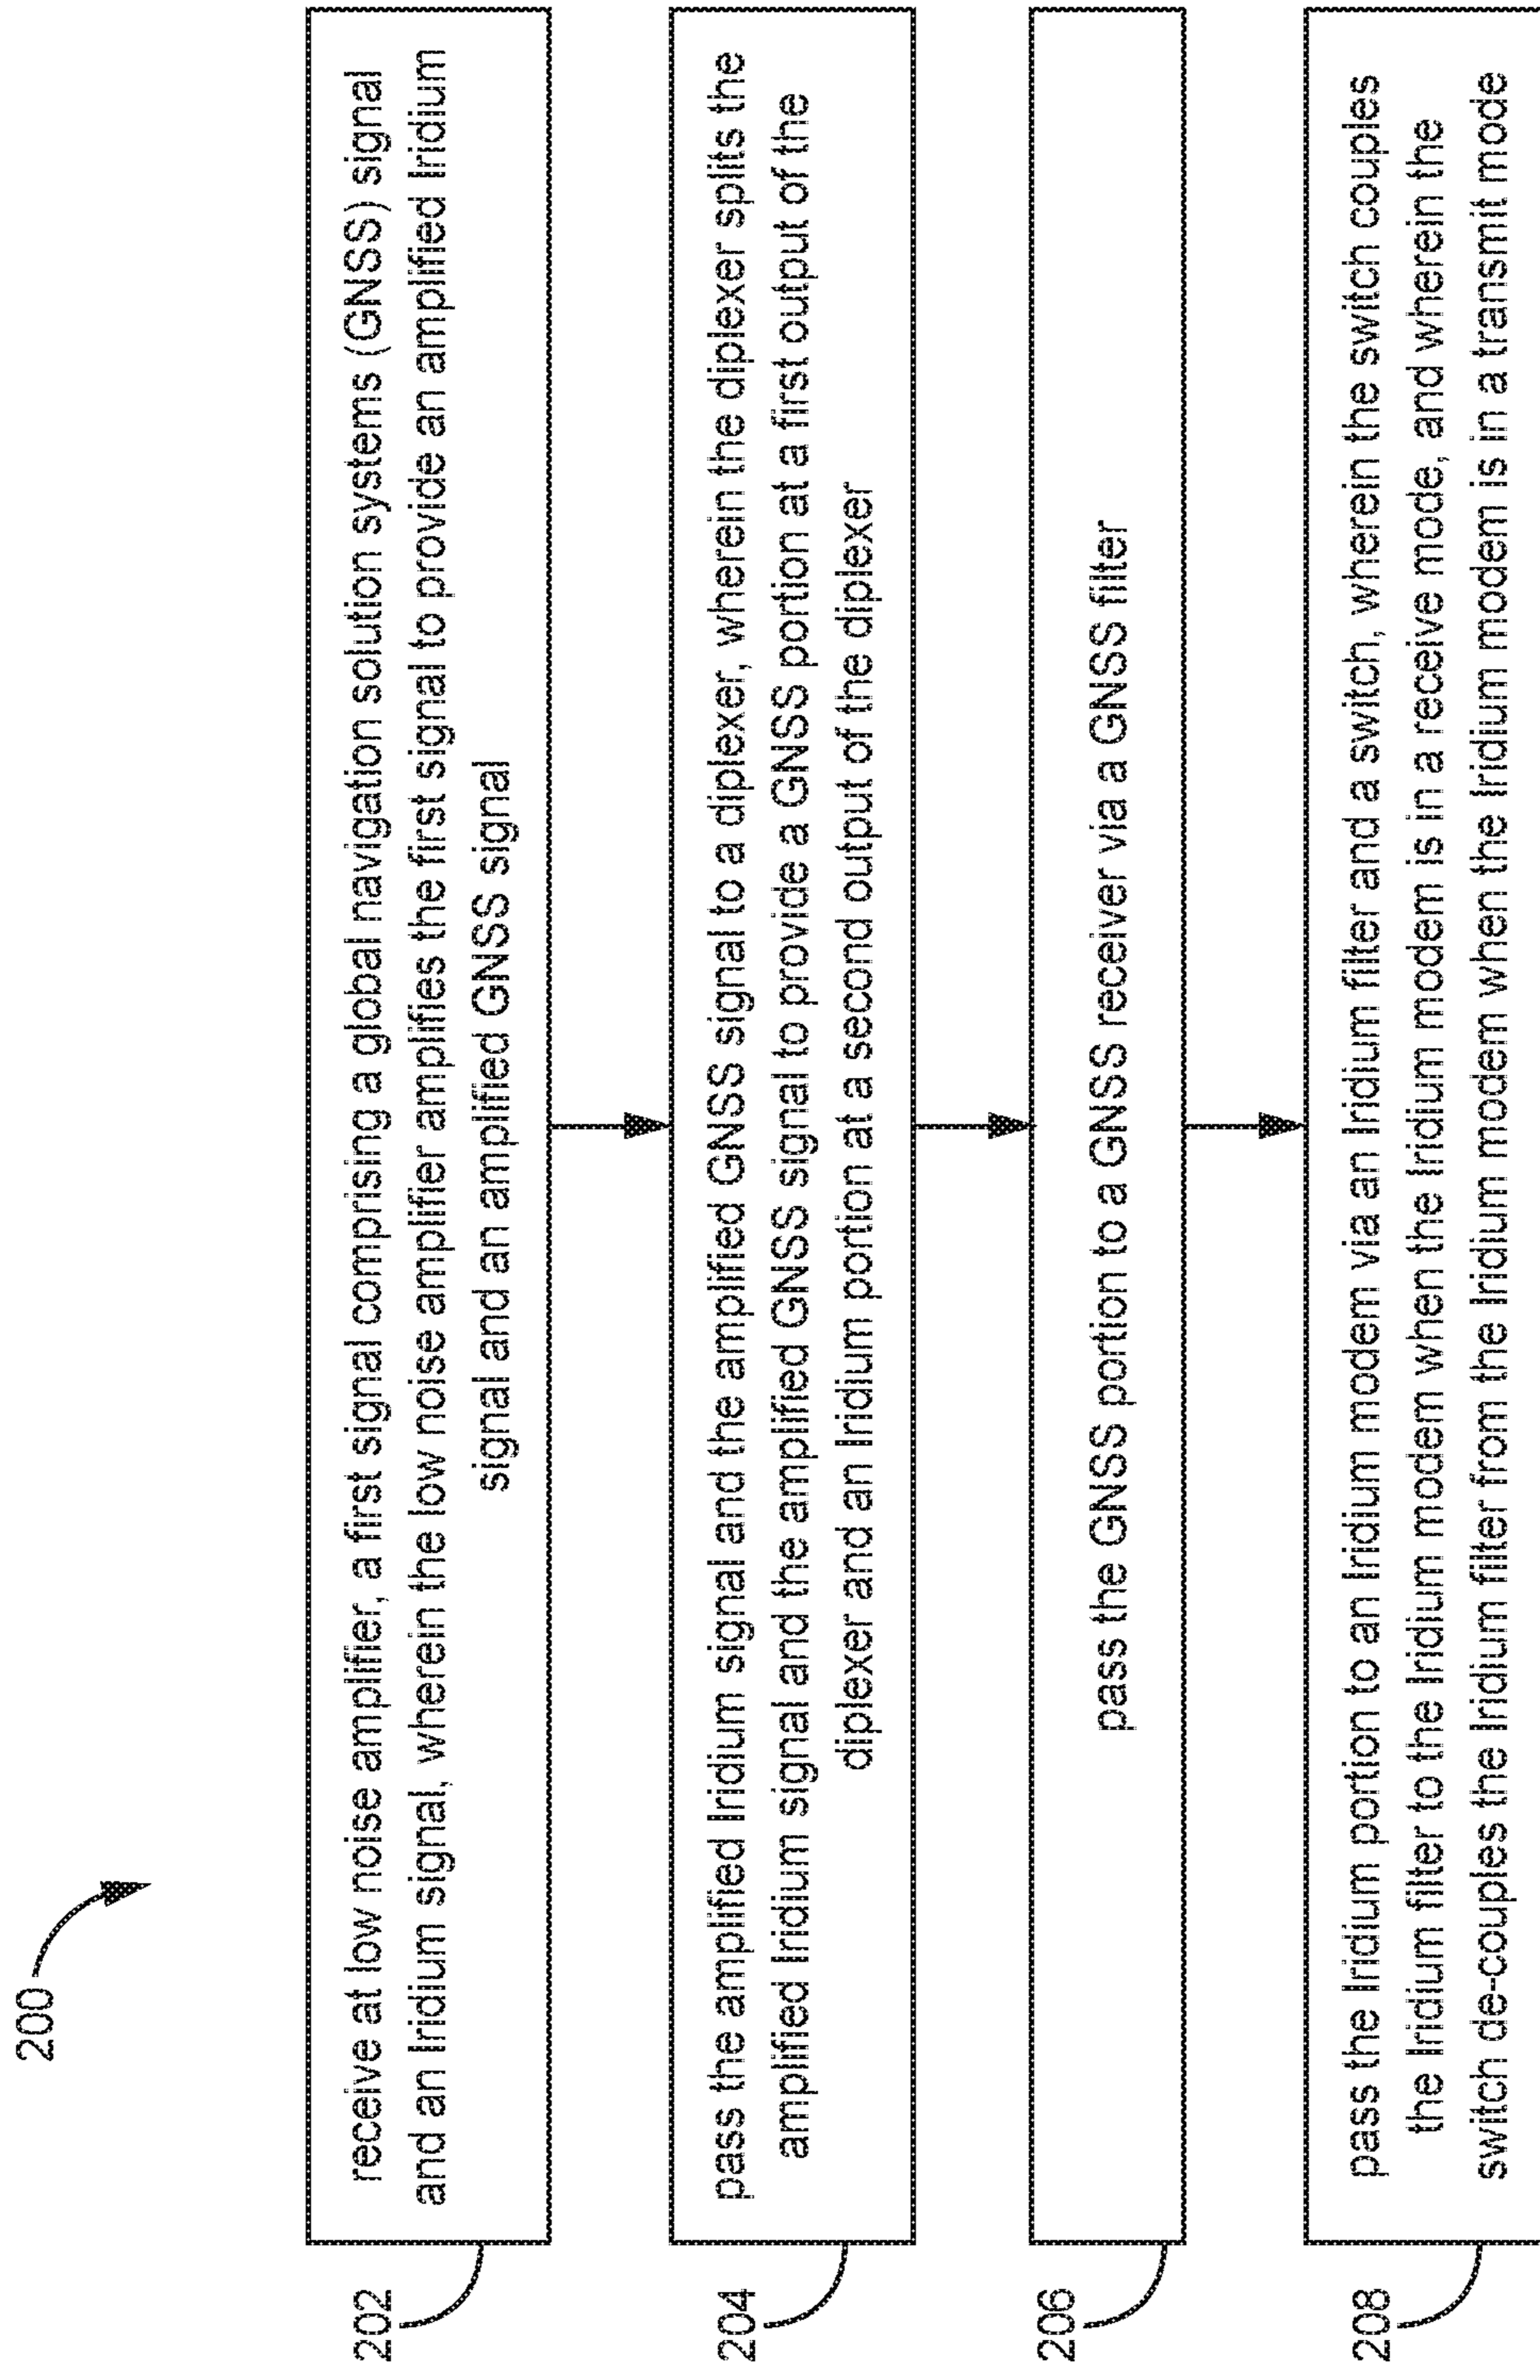 200
202
receive at low noise amplifier, a first signal comprising a global navigation solution systems (GNSS) signal
and an Iridium signal, wherein the low noise amplifier amplifies the first signal to provide an amplified Iridium
signal and an amplified GNSS signal
204
pass the amplified Iridium signal and the amplified GNSS signal to a diplexer, wherein the diplexer splits the
amplified Iridium signal and the amplified GNSS signal to provide a GNSS portion at a first output of the
diplexer and an Iridium portion at a second output of the diplexer
206
pass the GNSS portion to a GNSS receiver via a GNSS filter
208
pass the Iridium portion to an Iridium modem via an Iridium filter and a switch, wherein the switch couples
the Iridium filter to the Iridium modem when the Iridium modem is in a receive mode, and wherein the
switch de-couples the Iridium filter from the Iridium modem when the Iridium modem is in a transmit mode